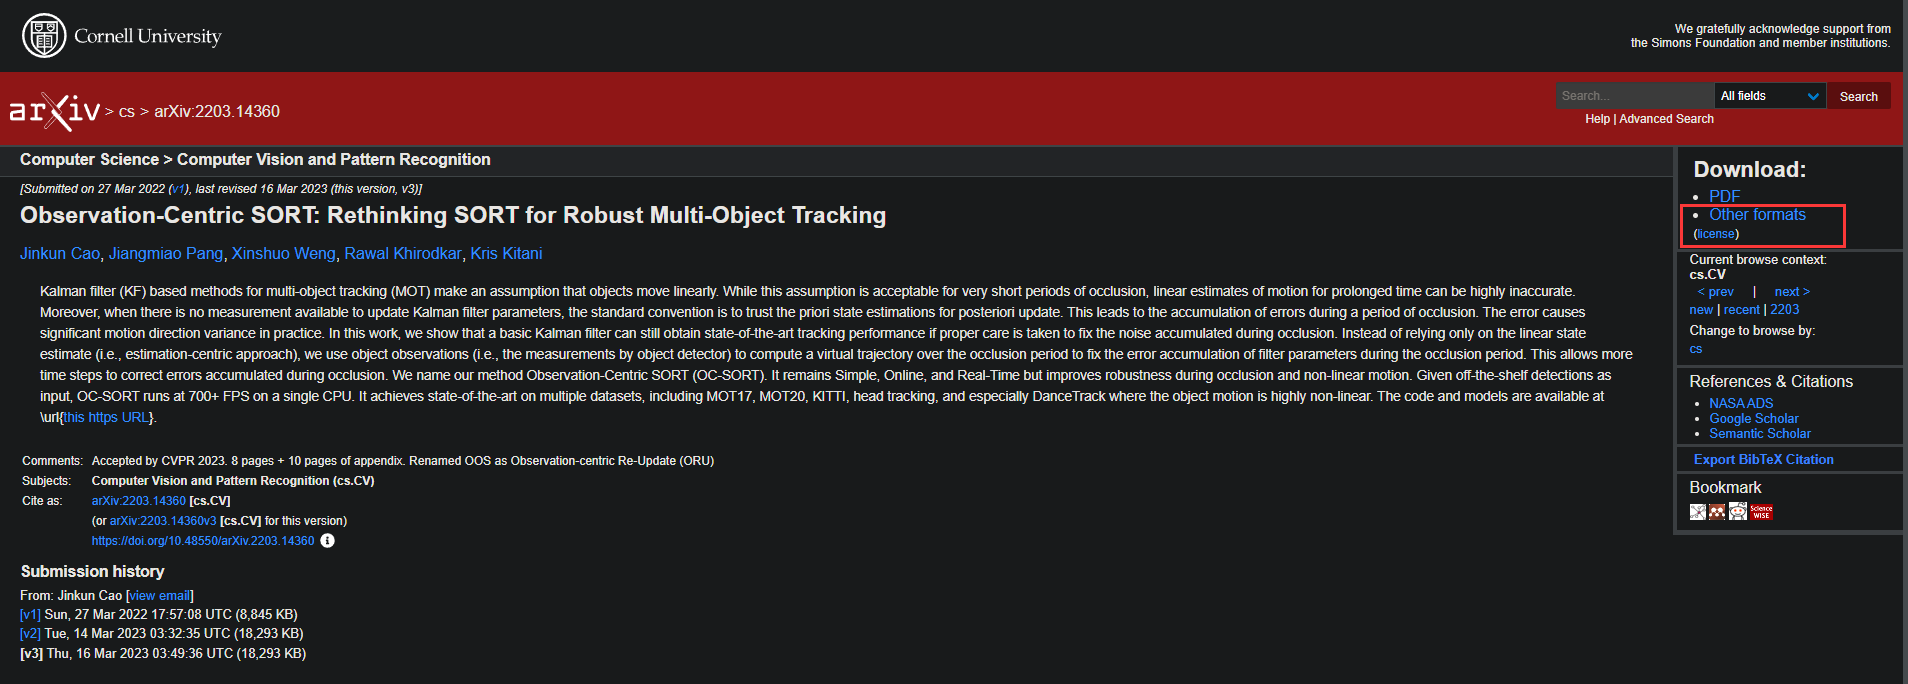 Cornell University
We gratefully acknowledge support from
the Simons Foundation and member institutions.
arXiv > cs > arXiv:2203.14360
Search...
All fields
Search
Help | Advanced Search
Computer Science > Computer Vision and Pattern Recognition
[Submitted on 27 Mar 2022 (v1), last revised 16 Mar 2023 (this version, v3)]
Observation-Centric SORT: Rethinking SORT for Robust Multi-Object Tracking
Jinkun Cao, Jiangmiao Pang, Xinshuo Weng, Rawal Khirodkar, Kris Kitani
Kalman filter (KF) based methods for multi-object tracking (MOT) make an assumption that objects move linearly. While this assumption is acceptable for very short periods of occlusion, linear estimates of motion for prolonged time can be highly inaccurate.
Moreover, when there is no measurement available to update Kalman filter parameters, the standard convention is to trust the priori state estimations for posteriori update. This leads to the accumulation of errors during a period of occlusion. The error causes
significant motion direction variance in practice. In this work, we show that a basic Kalman filter can still obtain state-of-the-art tracking performance if proper care is taken to fix the noise accumulated during occlusion. Instead of relying only on the linear state
estimate (i.e., estimation-centric approach), we use object observations (i.e., the measurements by object detector) to compute a virtual trajectory over the occlusion period to fix the error accumulation of filter parameters during the occlusion period. This allows more
time steps to correct errors accumulated during occlusion. We name our method Observation-Centric SORT (OC-SORT). It remains Simple, Online, and Real-Time but improves robustness during occlusion and non-linear motion. Given off-the-shelf detections as
input, OC-SORT runs at 700+ FPS on a single CPU. It achieves state-of-the-art on multiple datasets, including MOT17, MOT20, KITTI, head tracking, and especially DanceTrack where the object motion is highly non-linear. The code and models are available at
\url{this https URL}.
Comments: Accepted by CVPR 2023. 8 pages + 10 pages of appendix. Renamed OOS as Observation-centric Re-Update (ORU)
Subjects: Computer Vision and Pattern Recognition (cs.CV)
Cite as: arXiv:2203.14360 [cs.CV]
(or arXiv:2203.14360v3 [cs.CV] for this version)
https://doi.org/10.48550/arXiv.2203.14360
Submission history
From: Jinkun Cao [view email]
[v1] Sun, 27 Mar 2022 17:57:08 UTC (8,845 KB)
[v2] Tue, 14 Mar 2023 03:32:35 UTC (18,293 KB)
[v3] Thu, 16 Mar 2023 03:49:36 UTC (18,293 KB)
Download:
PDF
Other formats
(license)
Current browse context:
cs.CV
< prev | next >
new | recent | 2203
Change to browse by:
cs
References & Citations
NASA ADS
Google Scholar
Semantic Scholar
Export BibTeX Citation
Bookmark
Science
WISE